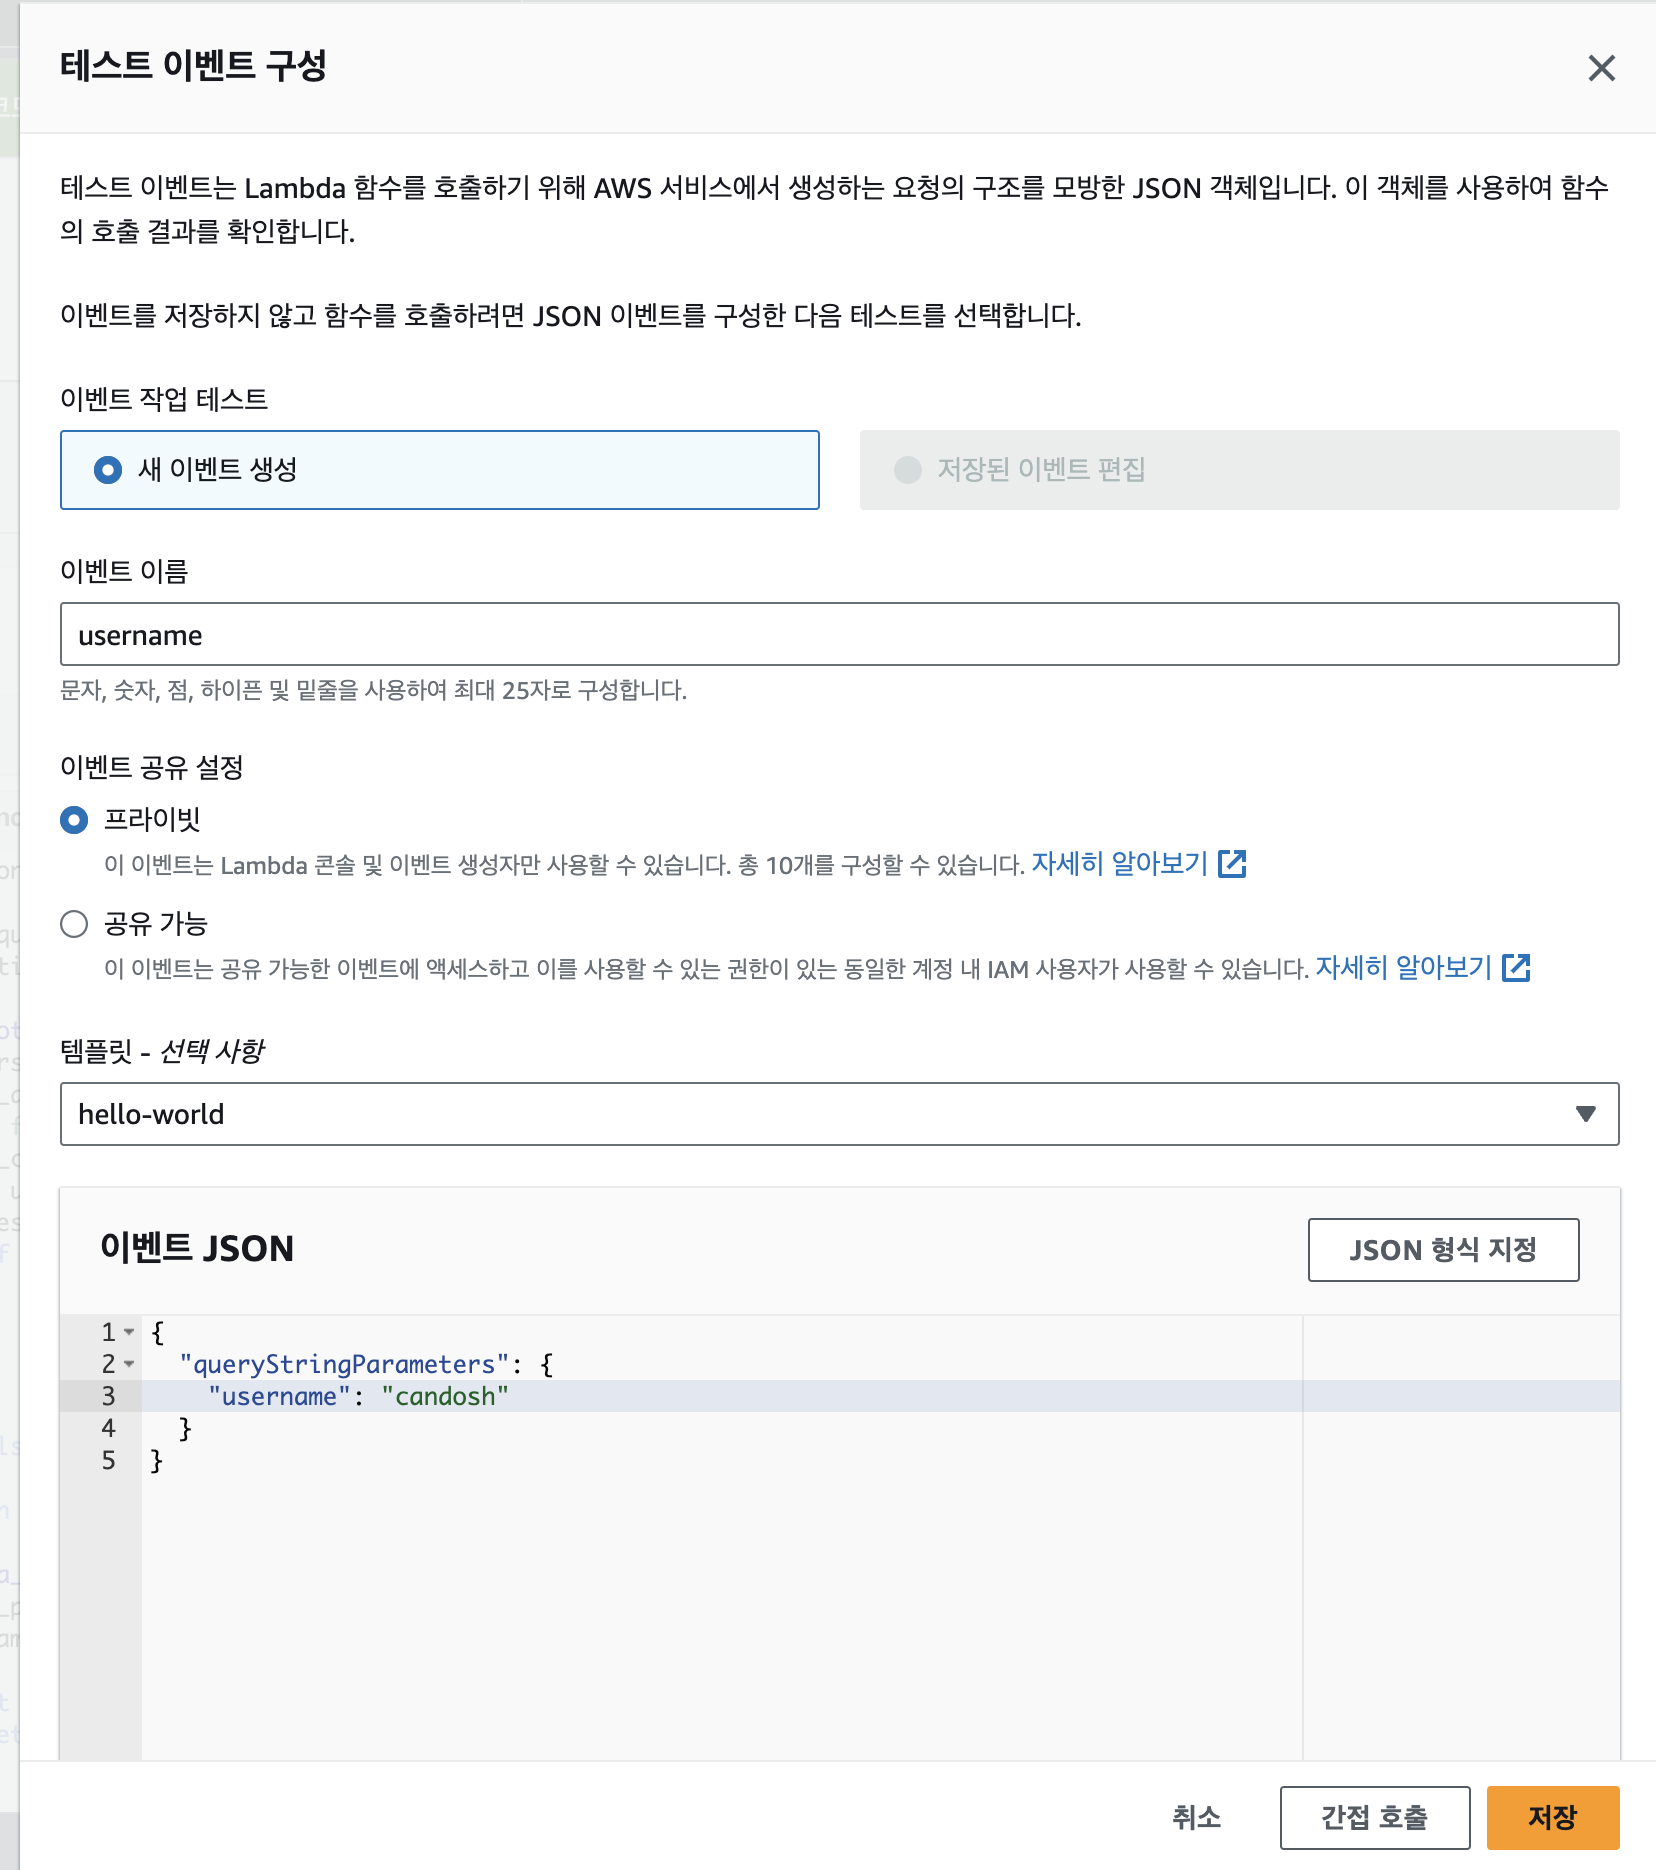 테스트 이벤트 구성
테스트 이벤트는 Lambda 함수를 호출하기 위해 AWS 서비스에서 생성하는 요청의 구조를 모방한 JSON 객체입니다. 이 객체를 사용하여 함수
의 호출 결과를 확인합니다.
이벤트를 저장하지 않고 함수를 호출하려면 JSON 이벤트를 구성한 다음 테스트를 선택합니다.
이벤트 작업 테스트
새 이벤트 생성
저장된 이벤트 편집
이벤트 이름
username
문자, 숫자, 점, 하이픈 및 밑줄을 사용하여 최대 25자로 구성합니다.
이벤트 공유 설정
프라이빗
이 이벤트는 Lambda 콘솔 및 이벤트 생성자만 사용할 수 있습니다. 총 10개를 구성할 수 있습니다. 자세히 알아보기
공유 가능
이 이벤트는 공유 가능한 이벤트에 액세스하고 이를 사용할 수 있는 권한이 있는 동일한 계정 내 IAM 사용자가 사용할 수 있습니다. 자세히 알아보기
템플릿 - 선택 사항
hello-world
이벤트 JSON
JSON 형식 지정
1 {
2 "queryStringParameters": {
3 "username": "candosh"
4 }
5 }
취소
간접 호출
저장